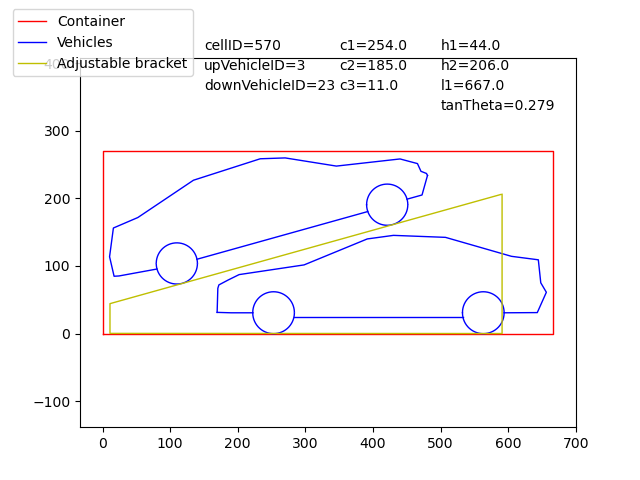 Container
Vehicles
Adjustable bracket
cellID=570 c1=254.0 h1=44.0
upVehicleID=3 c2=185.0 h2=206.0
downVehicleID=23 c3=11.0 l1=667.0
tanTheta=0.279
400
300
200
100
0
−100
0 100 200 300 400 500 600 700